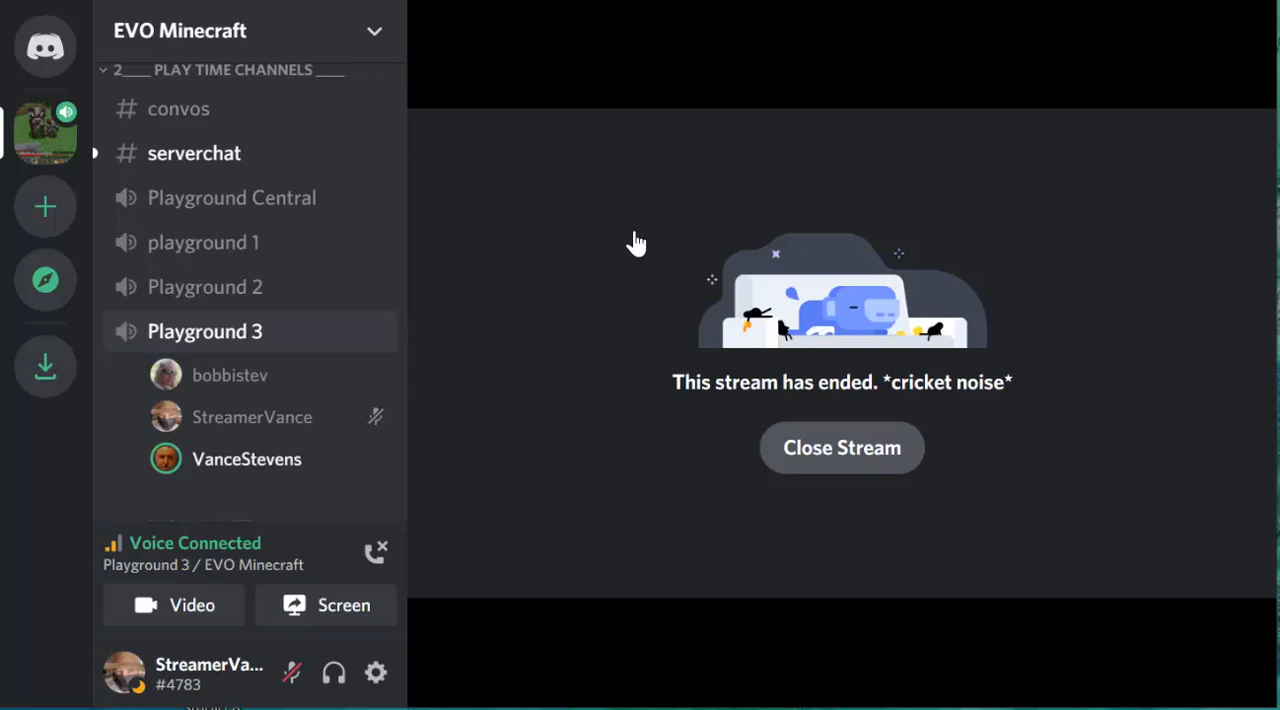 EVO Minecraft
2____ PLAY TIME CHANNELS ____
convos
serverchat
Playground Central
playground 1
Playground 2
Playground 3
bobbistev
StreamerVance
VanceStevens
Voice Connected
Playground 3 / EVO Minecraft
Video
Screen
StreamerVa...
#4783
This stream has ended. *cricket noise*
Close Stream